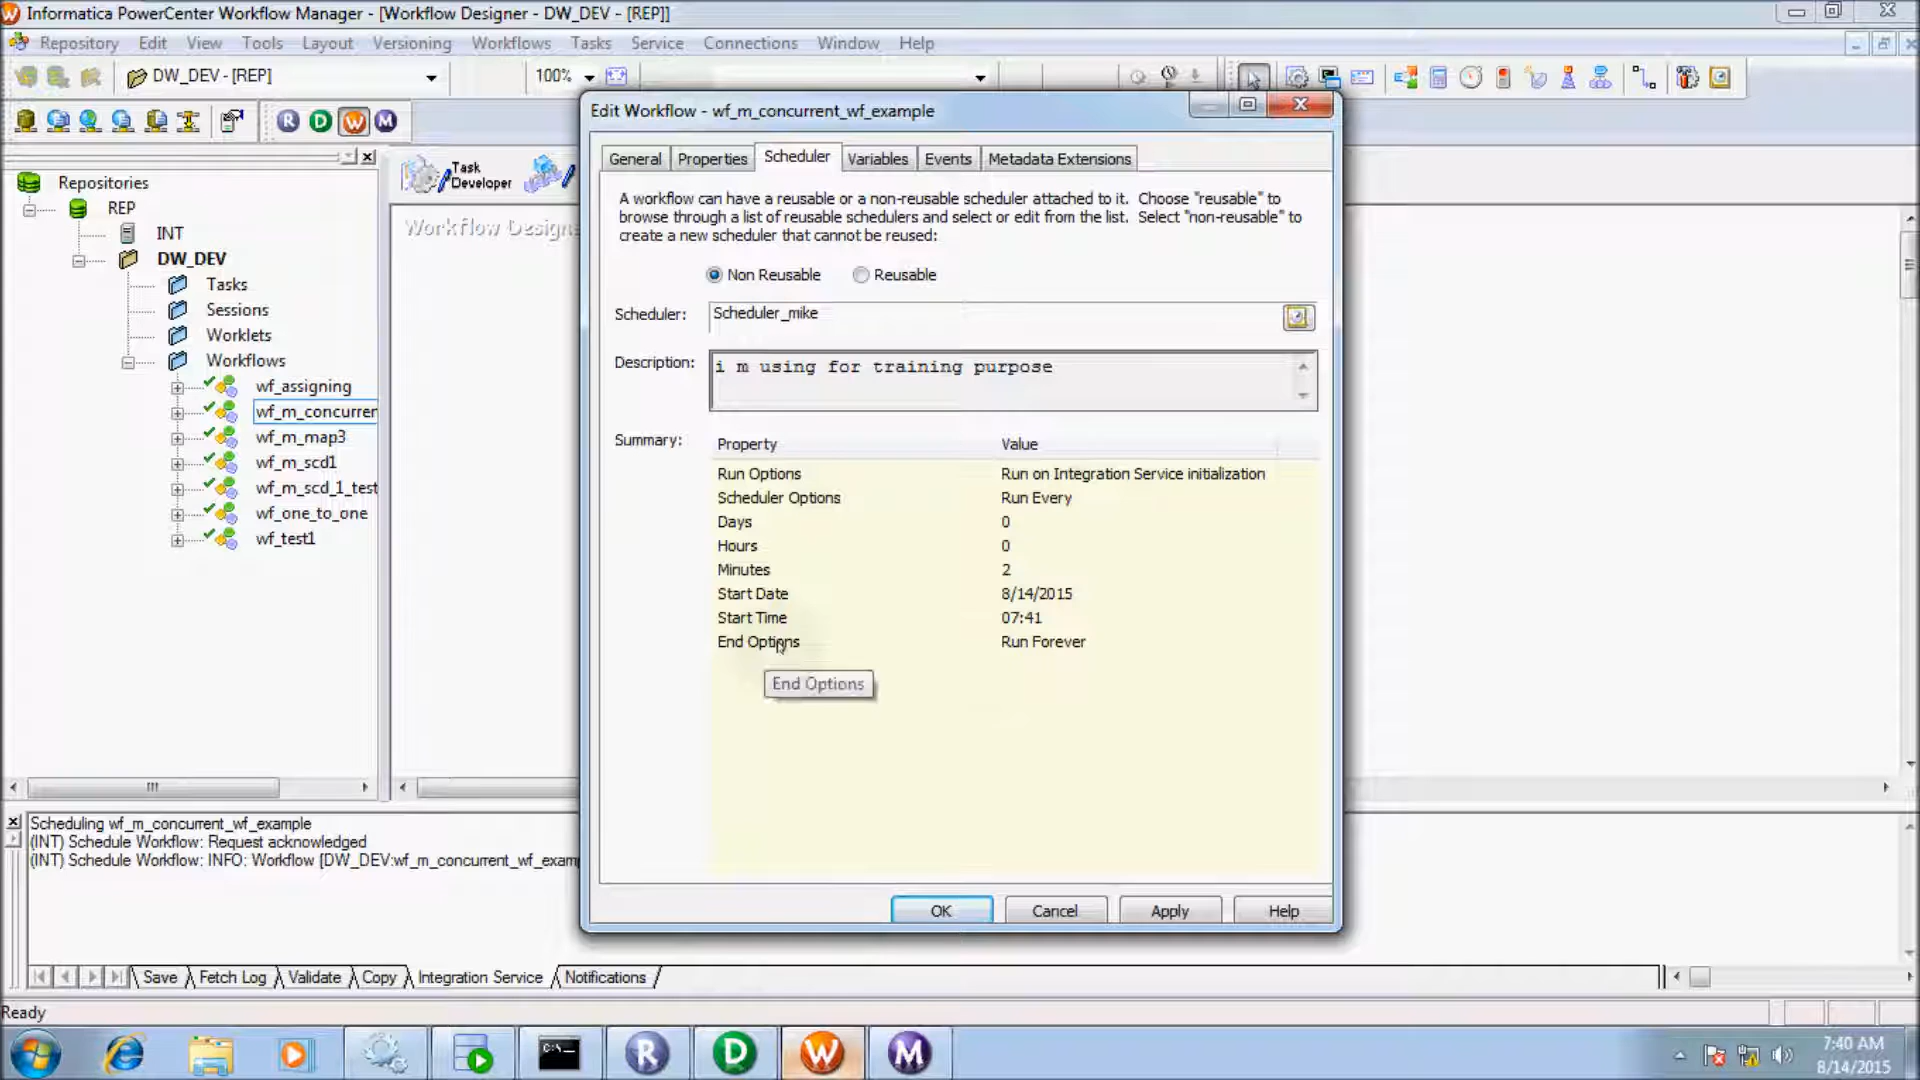 Informatica PowerCenter Workflow Manager - [Workflow Designer - DW_DEV - [REP]]
Repository Edit View Tools Layout Versioning Workflows Tasks Service Connections Window Help
DW_DEV - [REP] 100%
R D W M
Repositories
REP
INT
DW_DEV
Tasks
Sessions
Worklets
Workflows
wf_assigning
wf_m_concurren
wf_m_map3
wf_m_scd1
wf_m_scd_1_test
wf_one_to_one
wf_test1
Task
Developer
Workflow Designe
Edit Workflow - wf_m_concurrent_wf_example
General Properties Scheduler Variables Events Metadata Extensions
A workflow can have a reusable or a non-reusable scheduler attached to it. Choose "reusable" to
browse through a list of reusable schedulers and select or edit from the list. Select "non-reusable" to
create a new scheduler that cannot be reused:
Non Reusable Reusable
Scheduler: Scheduler_mike
Description: i m using for training purpose
Summary: Property Value
Run Options Run on Integration Service initialization
Scheduler Options Run Every
Days 0
Hours 0
Minutes 2
Start Date 8/14/2015
Start Time 07:41
End Options Run Forever
End Options
OK Cancel Apply Help
Scheduling wf_m_concurrent_wf_example
(INT) Schedule Workflow: Request acknowledged
(INT) Schedule Workflow: INFO: Workflow [DW_DEV:wf_m_concurrent_wf_exam
Save Fetch Log Validate Copy Integration Service Notifications
Ready
C:\ R D W M
7:40 AM
8/14/2015